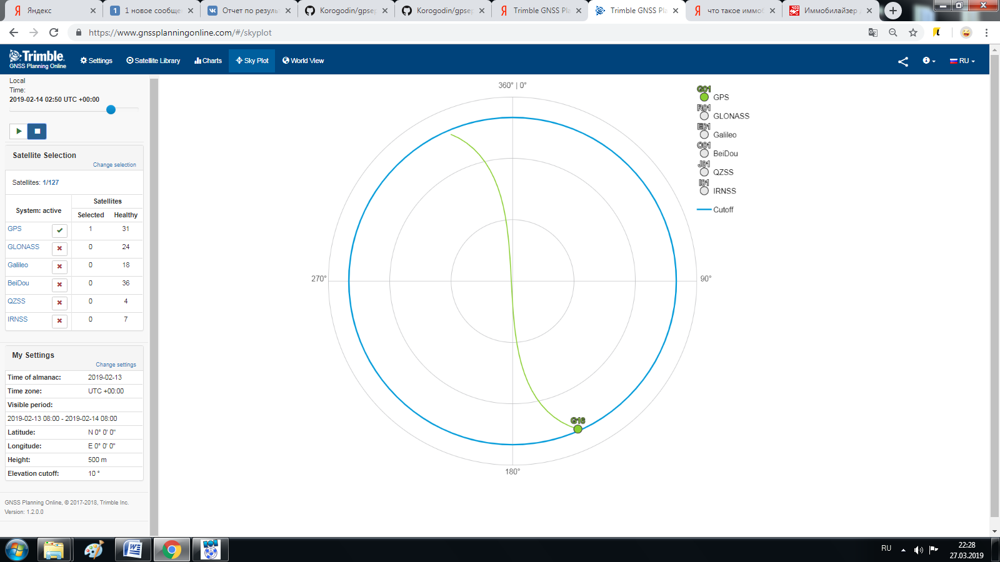 Яндекс
1 новое сообще
Отчет по резуль
Korogodin/gpsep
Korogodin/gpsep
Trimble GNSS Pla
Trimble GNSS Pla
что такое иммоб
Иммобилайзер
https://www.gnssplanningonline.com/#/skyplot
Trimble.
GNSS Planning Online
Settings
Satellite Library
Charts
Sky Plot
World View
RU
Local
Time:
2019-02-14 02:50 UTC +00:00
Satellite Selection
Change selection
Satellites: 1/127
System: active
Satellites
Selected Healthy
GPS 1 31
GLONASS 0 24
Galileo 0 18
BeiDou 0 36
QZSS 0 4
IRNSS 0 7
My Settings
Change settings
Time of almanac: 2019-02-13
Time zone: UTC +00:00
Visible period:
2019-02-13 08:00 - 2019-02-14 08:00
Latitude: N 0° 0' 0"
Longitude: E 0° 0' 0"
Height: 500 m
Elevation cutoff: 10 °
GNSS Planning Online, © 2017-2018, Trimble Inc.
Version: 1.2.0.0
360° | 0°
270°
90°
180°
G16
G01
GPS
R01
GLONASS
E01
Galileo
C01
BeiDou
J01
QZSS
I01
IRNSS
Cutoff
RU
22:28
27.03.2019